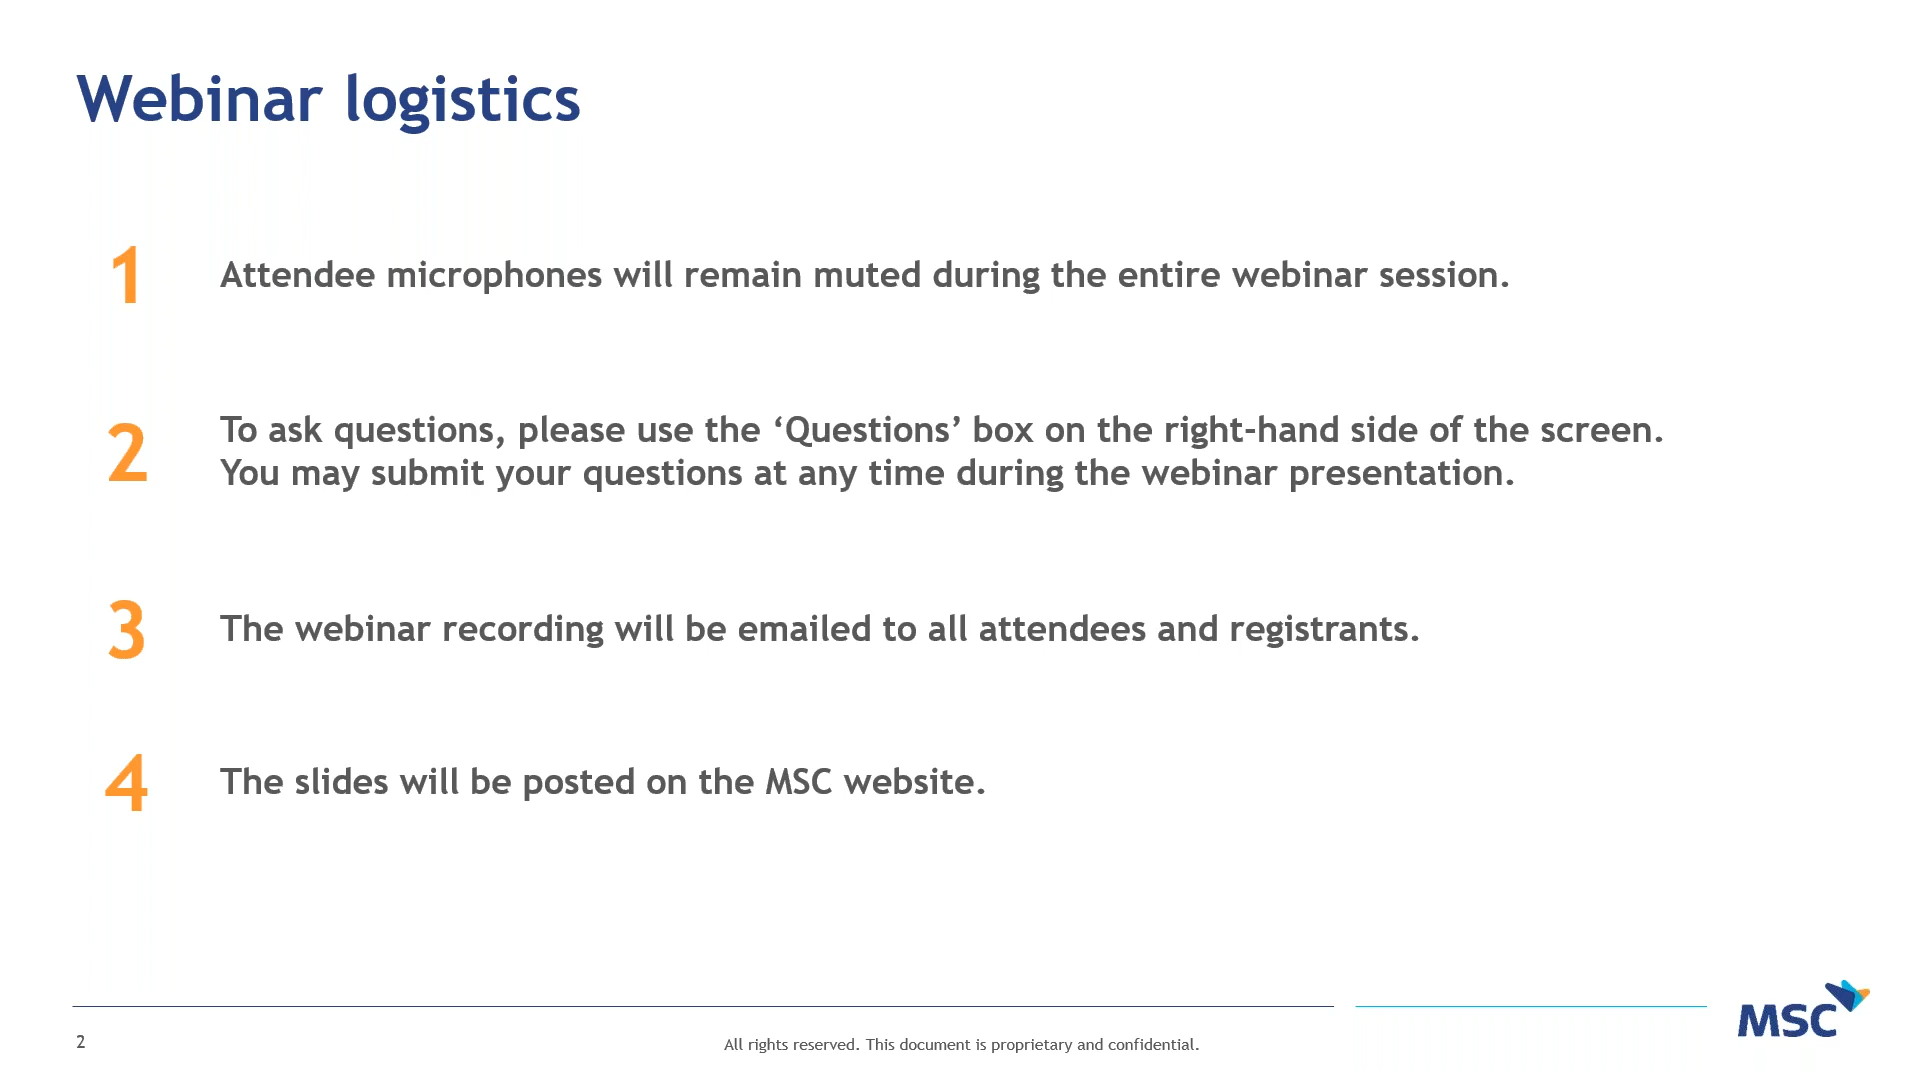 Webinar logistics
1
Attendee microphones will remain muted during the entire webinar session.
2
To ask questions, please use the ‘Questions’ box on the right-hand side of the screen.
You may submit your questions at any time during the webinar presentation.
3
The webinar recording will be emailed to all attendees and registrants.
4
The slides will be posted on the MSC website.
2
All rights reserved. This document is proprietary and confidential.
MSC